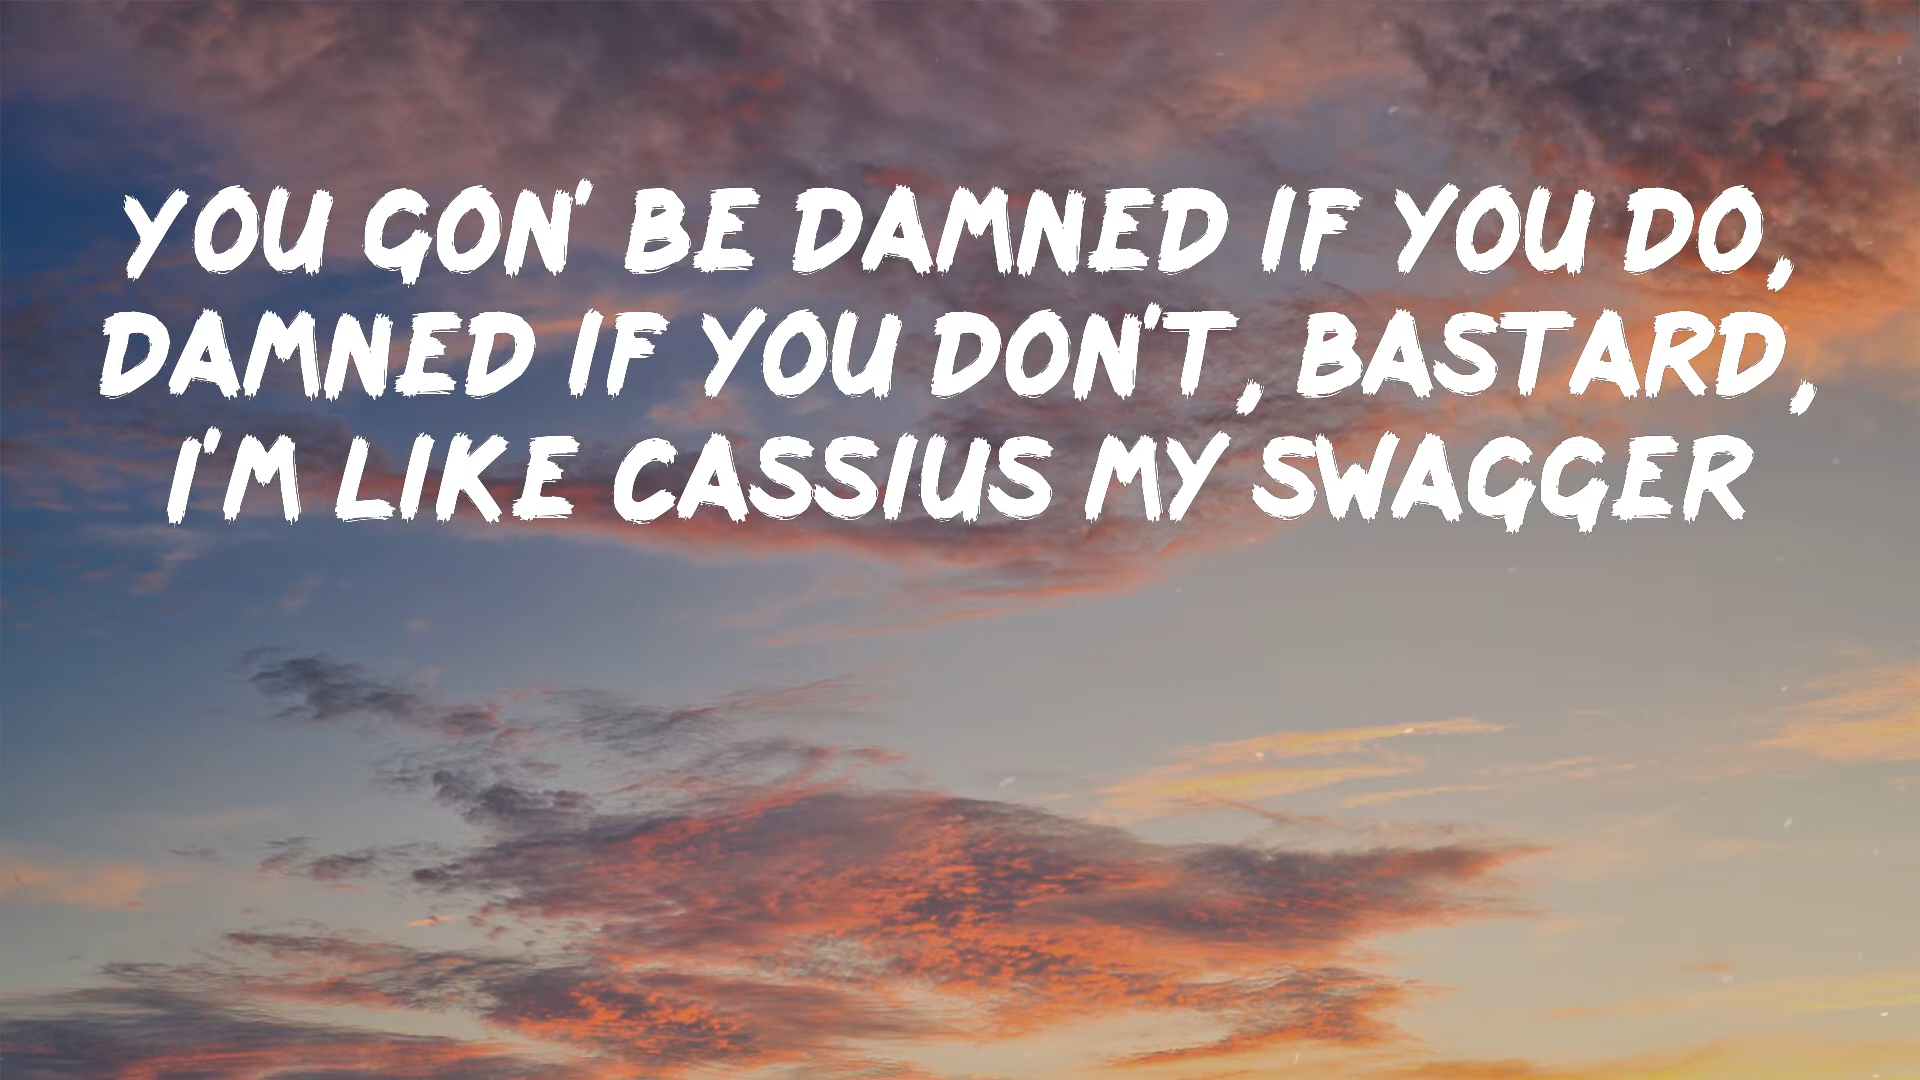 YOU GON' BE DAMNED IF YOU DO,
DAMNED IF YOU DON'T, BASTARD,
I'M LIKE CASSIUS MY SWAGGER